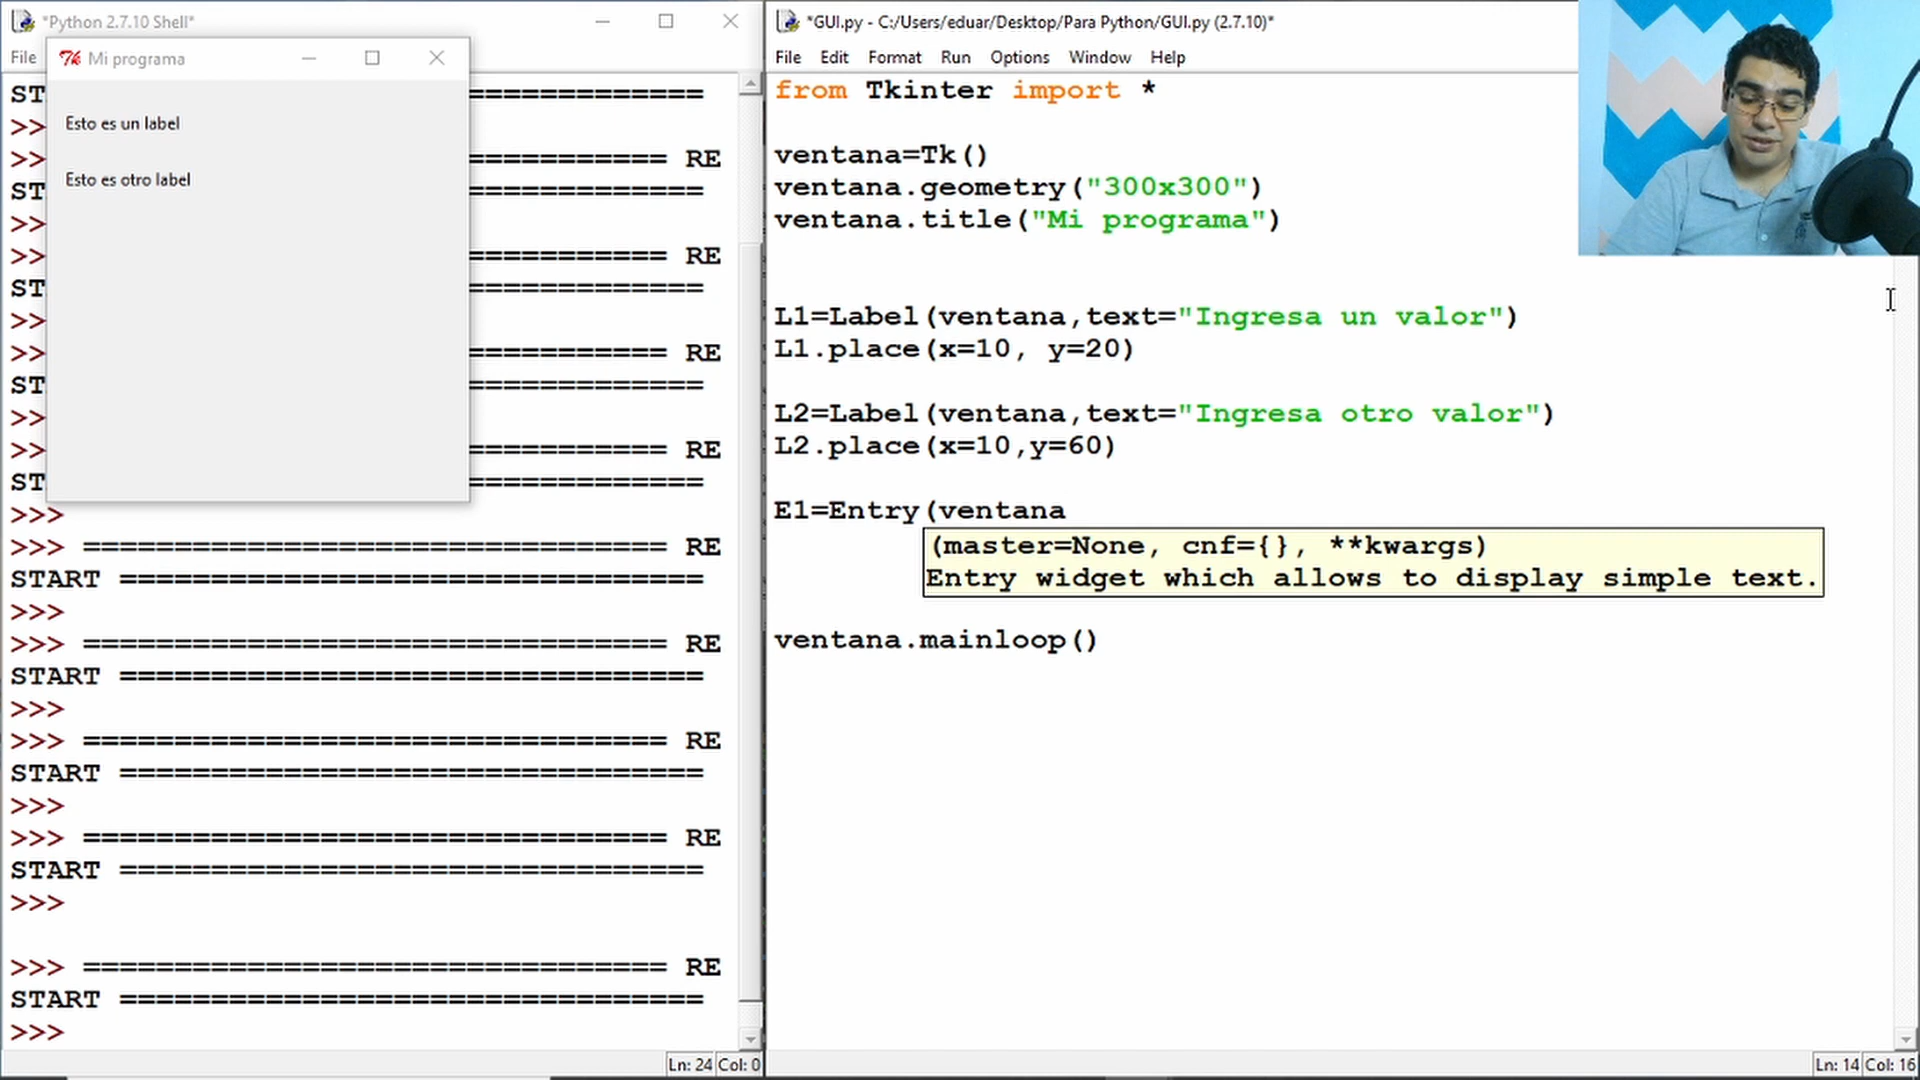 *Python 2.7.10 Shell*
File
Mi programa
Esto es un label
Esto es otro label
ST ============
>>
>> =========== RE
ST ============
>>
>> =========== RE
ST ============
>>
>> =========== RE
ST ============
>>
>> =========== RE
ST ============
>>>
>>> ================================ RE
START ================================
>>>
>>> ================================ RE
START ================================
>>>
>>> ================================ RE
START ================================
>>>
>>> ================================ RE
START ================================
>>>
>>> ================================ RE
START ================================
>>>
Ln: 24 Col: 0
*GUI.py - C:/Users/eduar/Desktop/Para Python/GUI.py (2.7.10)*
File Edit Format Run Options Window Help
from Tkinter import *
ventana=Tk()
ventana.geometry("300x300")
ventana.title("Mi programa")
L1=Label(ventana,text="Ingresa un valor")
L1.place(x=10, y=20)
L2=Label(ventana,text="Ingresa otro valor")
L2.place(x=10,y=60)
E1=Entry(ventana
(master=None, cnf={}, **kwargs)
Entry widget which allows to display simple text.
ventana.mainloop()
Ln: 14 Col: 16